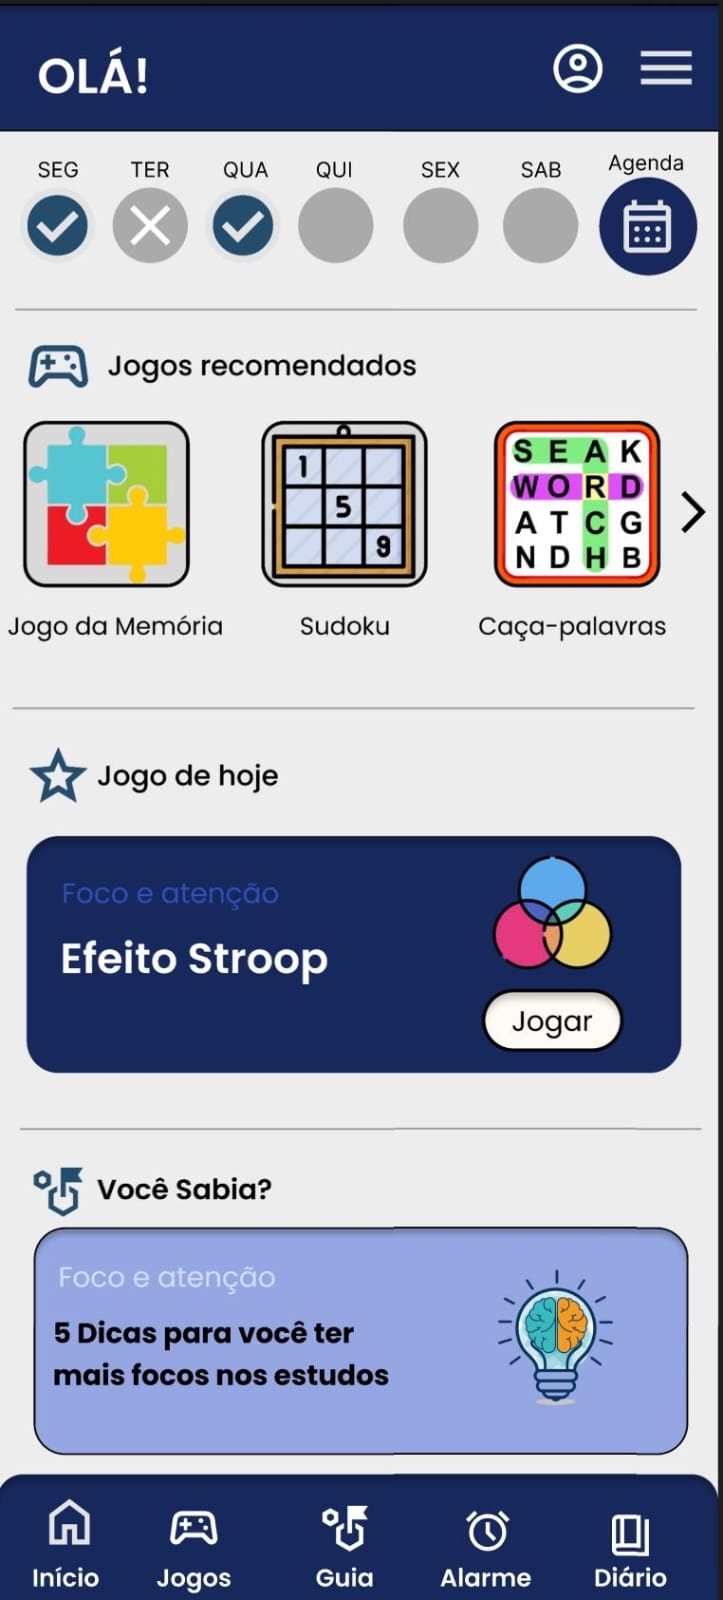 OLÁ!
SEG TER QUA QUI SEX SAB Agenda
Jogos recomendados
1
5
9
S E A K
W O R D
A T C G
N D H B
Jogo da Memória Sudoku Caça-palavras
Jogo de hoje
Foco e atenção
Efeito Stroop
Jogar
Você Sabia?
Foco e atenção
5 Dicas para você ter
mais focos nos estudos
Início Jogos Guia Alarme Diário